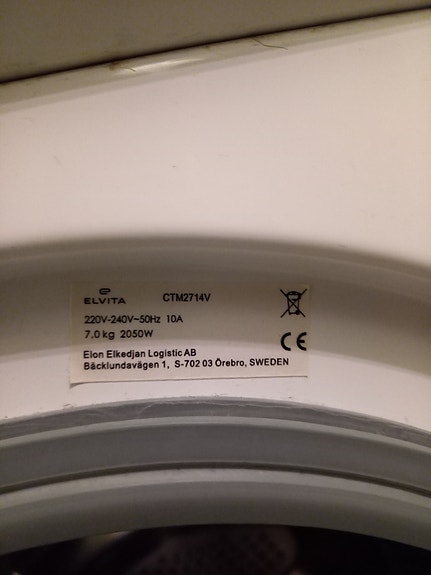 ELVITA CTM2714V
220V-240V~50Hz 10A
7.0 kg 2050W
Elon Elkedjan Logistic AB
Bäcklundavägen 1, S-702 03 Örebro, SWEDEN
CE